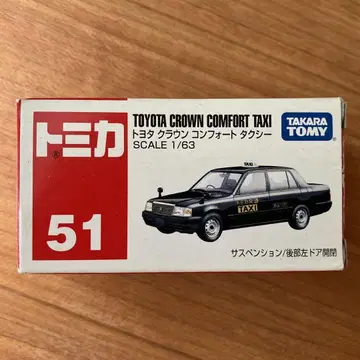 トミカ
51
TOYOTA CROWN COMFORT TAXI
トヨタ クラウン コンフォート タクシー
SCALE 1/63
TAKARA
TOMY
TAXI
サスペンション/後部左ドア開閉